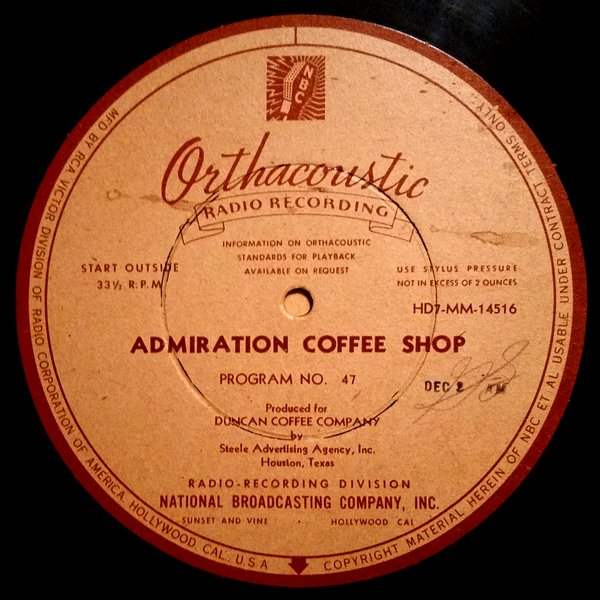 NBC
Orthacoustic
RADIO RECORDING
INFORMATION ON ORTHACOUSTIC
STANDARDS FOR PLAYBACK
AVAILABLE ON REQUEST
START OUTSIDE
33⅓ R.P.M
USE STYLUS PRESSURE
NOT IN EXCESS OF 2 OUNCES
HD7-MM-14516
ADMIRATION COFFEE SHOP
PROGRAM NO. 47
DEC 2 AM
Produced for
DUNCAN COFFEE COMPANY
by
Steele Advertising Agency, Inc.
Houston, Texas
RADIO-RECORDING DIVISION
NATIONAL BROADCASTING COMPANY, INC.
SUNSET AND VINE · HOLLYWOOD CAL
MFD BY RCA VICTOR DIVISION OF RADIO CORPORATION OF AMERICA, HOLLYWOOD CAL. U.S.A
COPYRIGHT MATERIAL HEREIN OF NBC ET AL USABLE UNDER CONTRACT TERMS ONLY.